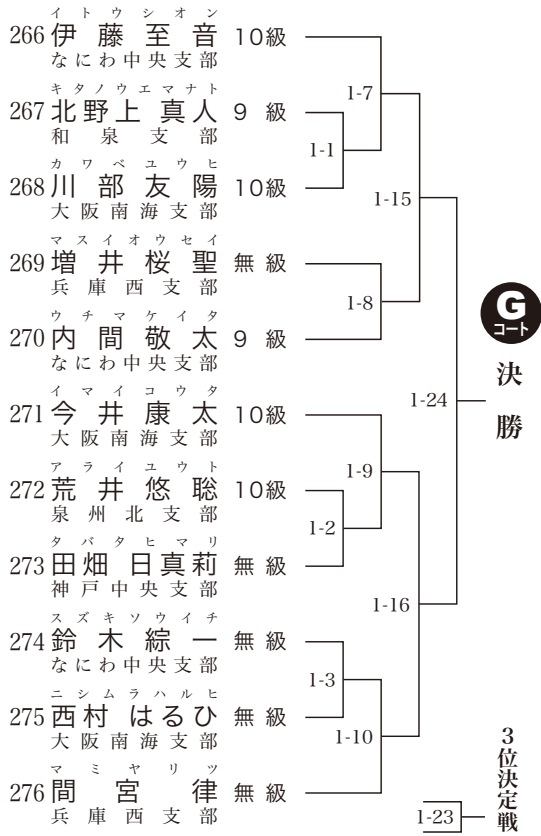 イトウシオン
266 伊藤至音 10級
なにわ中央支部
キタノウエマナト
267 北野上 真人 9級
和泉支部
カワベユウヒ
268 川部友陽 10級
大阪南海支部
マスイオウセイ
269 増井桜聖 無級
兵庫西支部
ウチマケイタ
270 内間敬太 9級
なにわ中央支部
イマイコウタ
271 今井康太 10級
大阪南海支部
アライユウト
272 荒井悠聡 10級
泉州北支部
タバタヒマリ
273 田畑 日真莉 無級
神戸中央支部
スズキソウイチ
274 鈴木綜一 無級
なにわ中央支部
ニシムラハルヒ
275 西村 はるひ 無級
大阪南海支部
マミヤリツ
276 間宮 律 無級
兵庫西支部
1-7
1-1
1-15
1-8
1-24
1-9
1-2
1-16
1-3
1-10
G
コート
決勝
3位決定戦
1-23